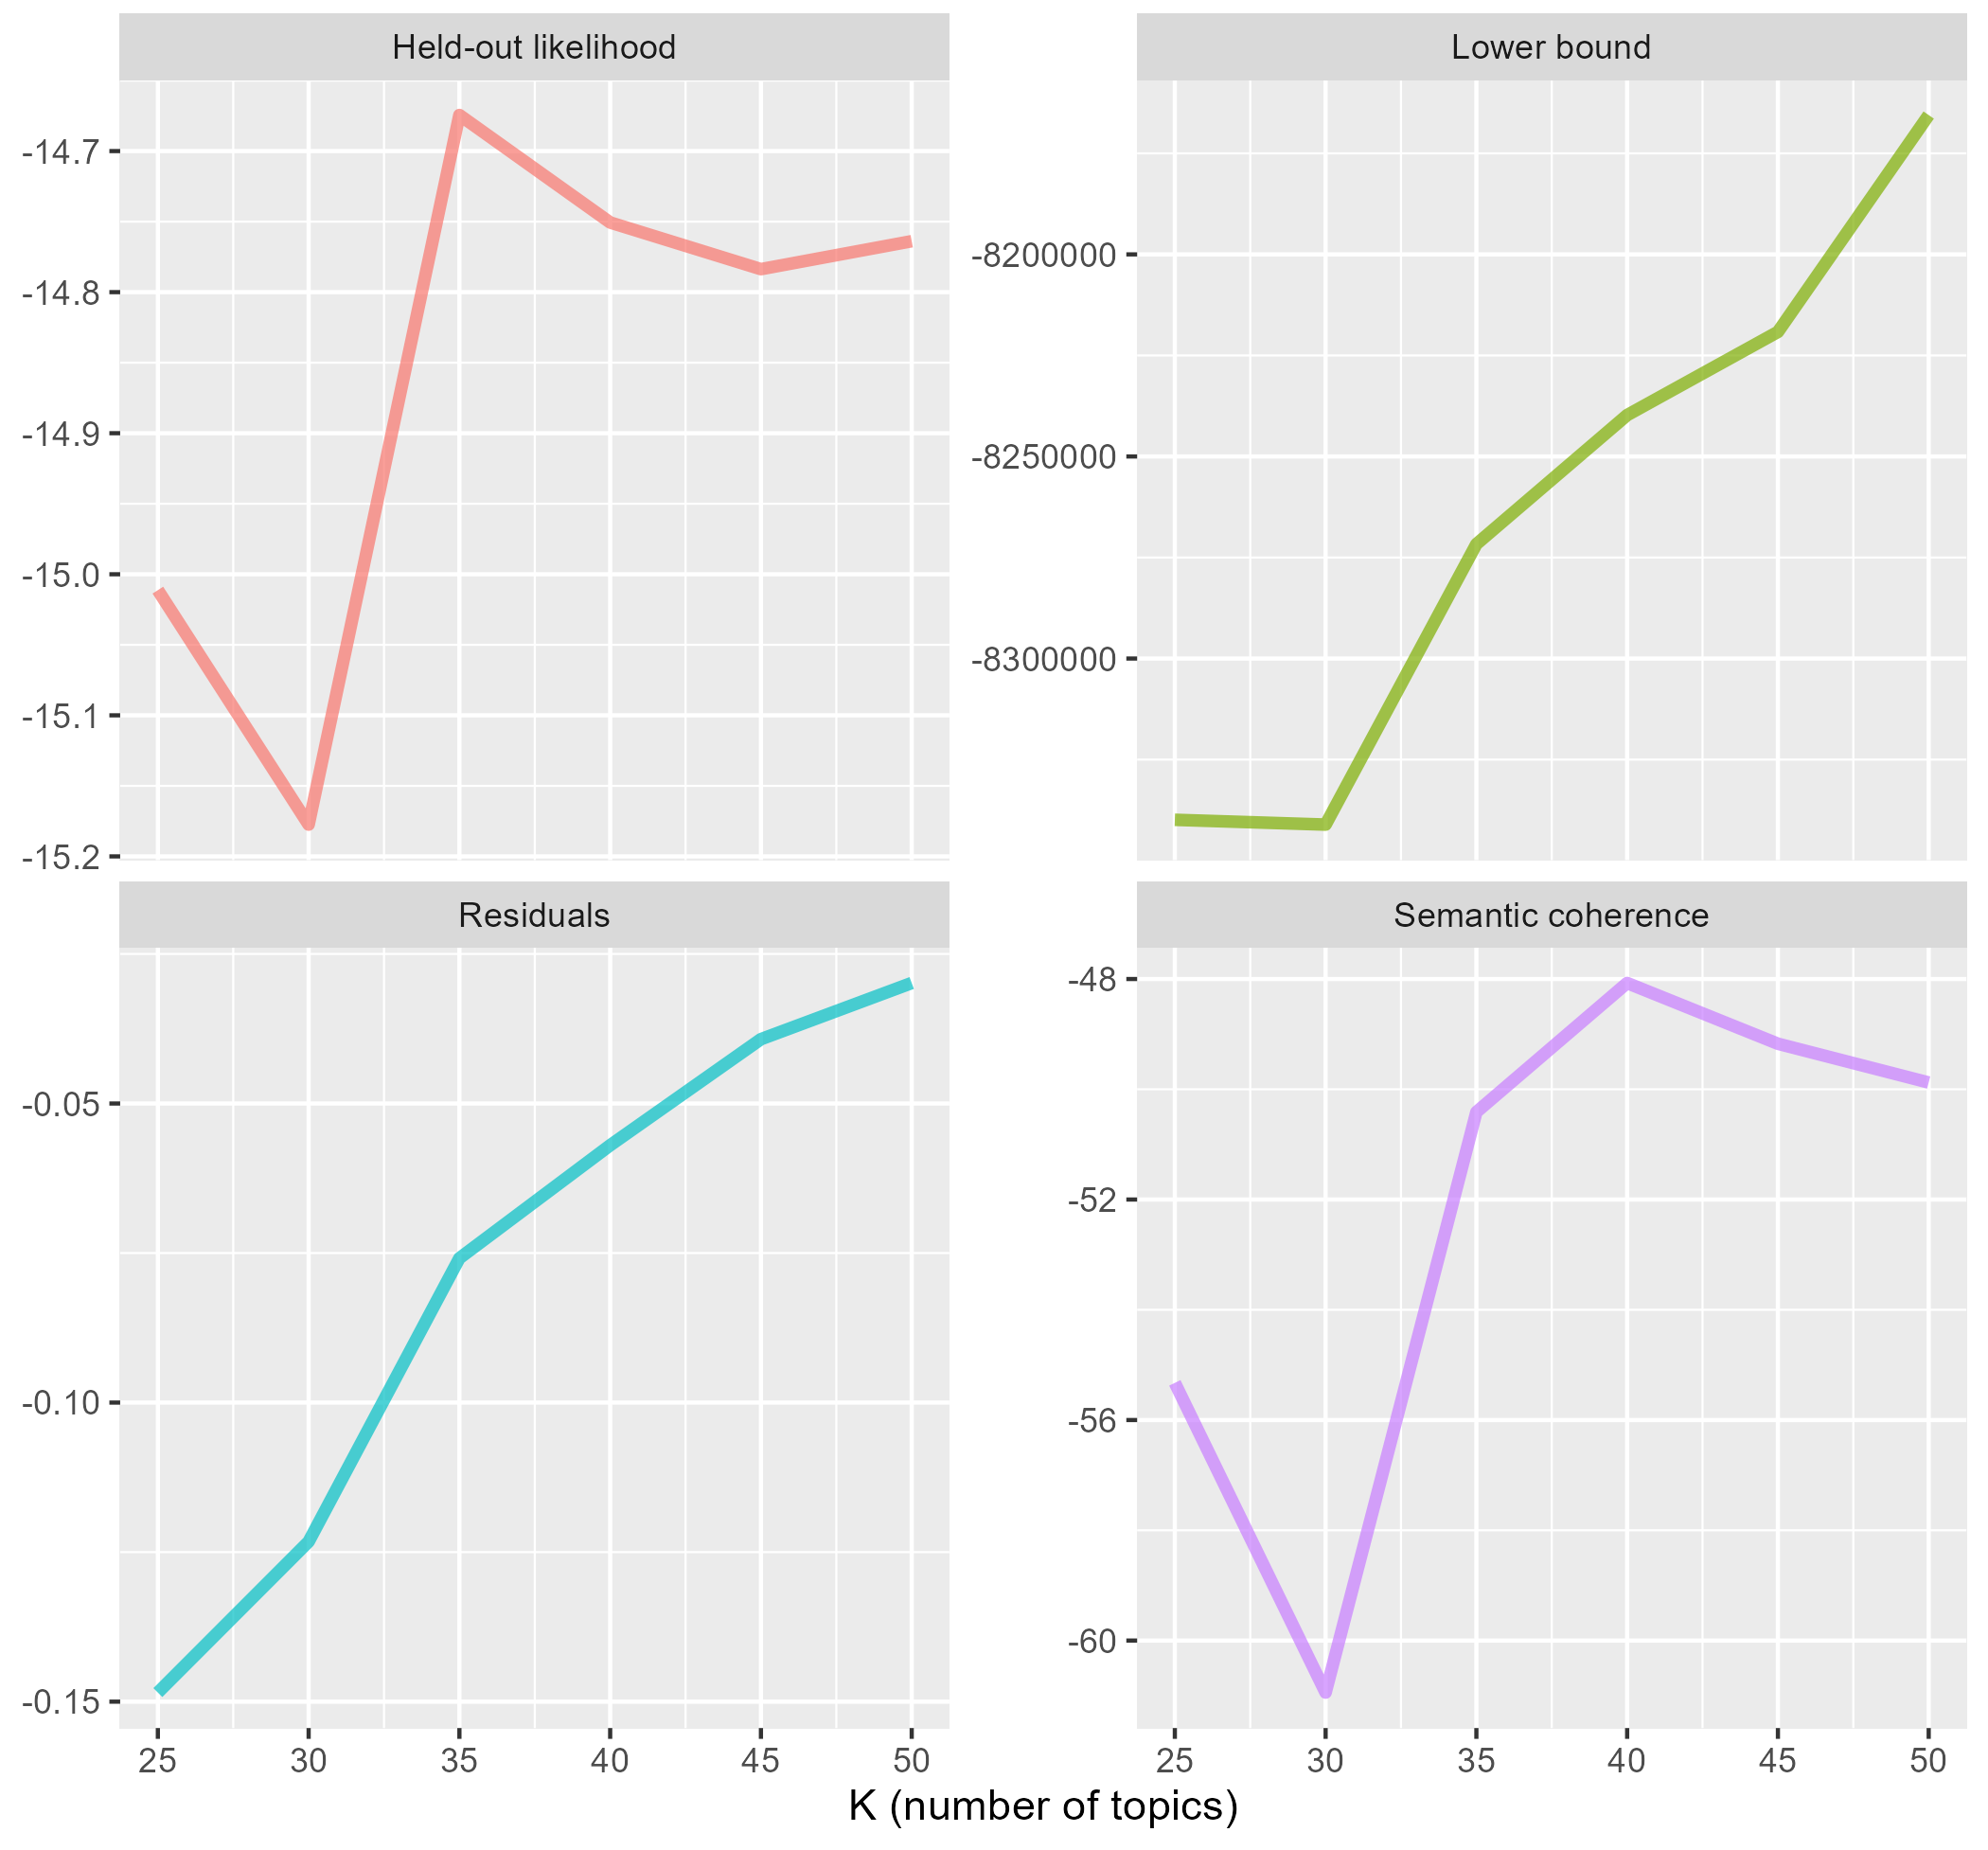 Held-out likelihood
Lower bound
-14.7
-14.8
-14.9
-15.0
-15.1
-15.2
-8200000
-8250000
-8300000
Residuals
Semantic coherence
-0.05
-0.10
-0.15
-48
-52
-56
-60
25 30 35 40 45 50
25 30 35 40 45 50
K (number of topics)